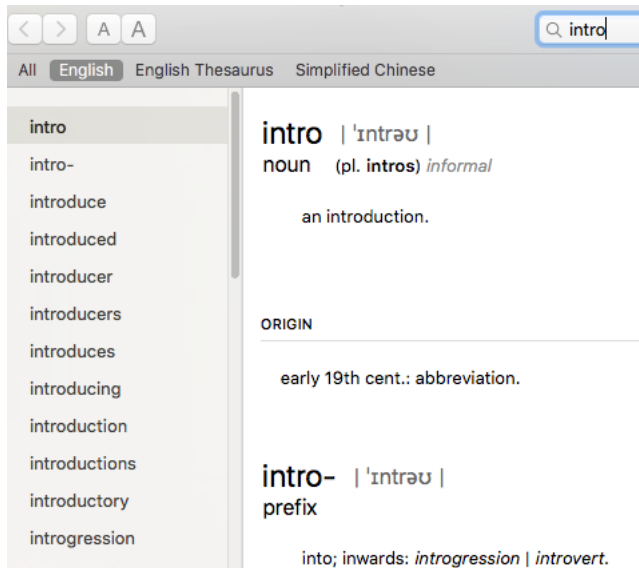 A A
intro
All English English Thesaurus Simplified Chinese
intro
intro-
introduce
introduced
introducer
introducers
introduces
introducing
introduction
introductions
introductory
introgression
intro | ˈɪntrəʊ |
noun (pl. intros) informal
an introduction.
ORIGIN
early 19th cent.: abbreviation.
intro- | ˈɪntrəʊ |
prefix
into; inwards: introgression | introvert.